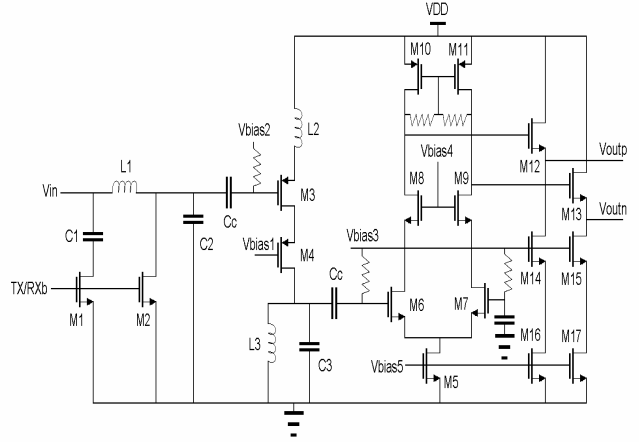 VDD
M10
M11
Vbias2
L2
M12
Voutp
L1
Vbias4
Vin
Cc
M3
M8
M9
M13
Voutn
C1
C2
Vbias1
M4
Vbias3
M14
M15
TX/RXb
M1
M2
Cc
M6
M7
L3
C3
M16
M17
Vbias5
M5